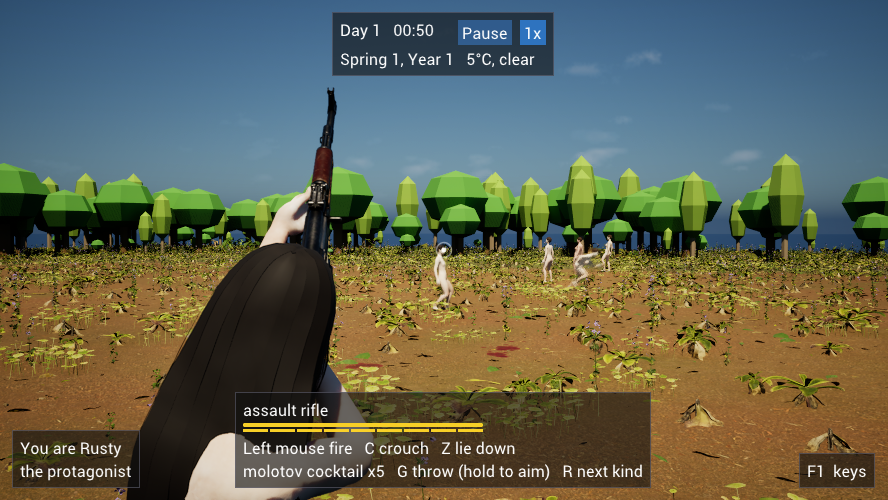 Day 1 00:50 Pause 1x
Spring 1, Year 1 5°C, clear
assault rifle
Left mouse fire C crouch Z lie down
molotov cocktail x5 G throw (hold to aim) R next kind
You are Rusty
the protagonist
F1 keys